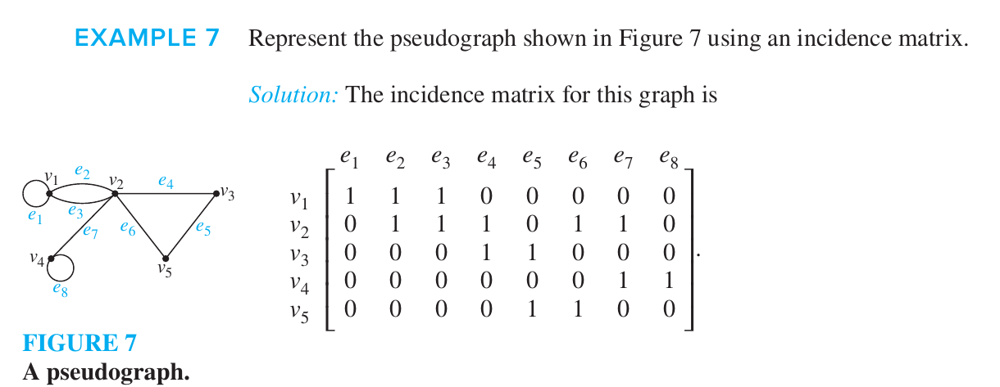 EXAMPLE 7 Represent the pseudograph shown in Figure 7 using an incidence matrix.
Solution: The incidence matrix for this graph is
e1 e2 e3 e4 e5 e6 e7 e8
v1 1 1 1 0 0 0 0 0
v2 0 1 1 1 0 1 1 0
v3 0 0 0 1 1 0 0 0
v4 0 0 0 0 0 0 1 1
v5 0 0 0 0 1 1 0 0
.
v1 e2 v2 e4 v3
e1 e3 e7 e6 e5
v4 v5
e8
FIGURE 7
A pseudograph.